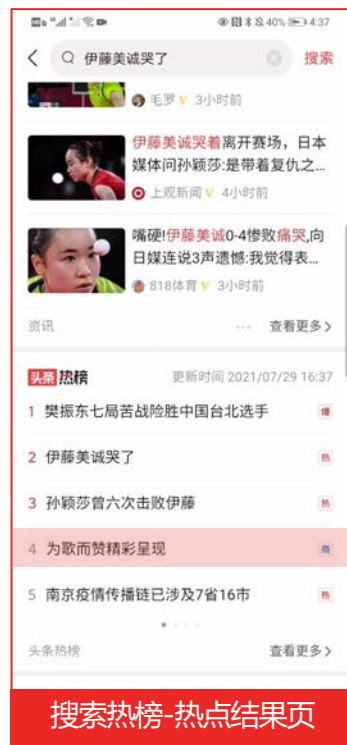 40% 4:37
伊藤美诚哭了 搜索
毛罗 V 3小时前
伊藤美诚哭着离开赛场，日本
媒体问孙颖莎:是带着复仇之...
上观新闻 V 4小时前
嘴硬!伊藤美诚0-4惨败痛哭,向
日媒连说3声遗憾:我觉得表...
818体育 V 3小时前
资讯 ... 查看更多>
头条热榜 更新时间 2021/07/29 16:37
1 樊振东七局苦战险胜中国台北选手 爆
2 伊藤美诚哭了 热
3 孙颖莎曾六次击败伊藤 热
4 为歌而赞精彩呈现 商
5 南京疫情传播链已涉及7省16市 热
头条热榜 查看更多>
搜索热榜-热点结果页